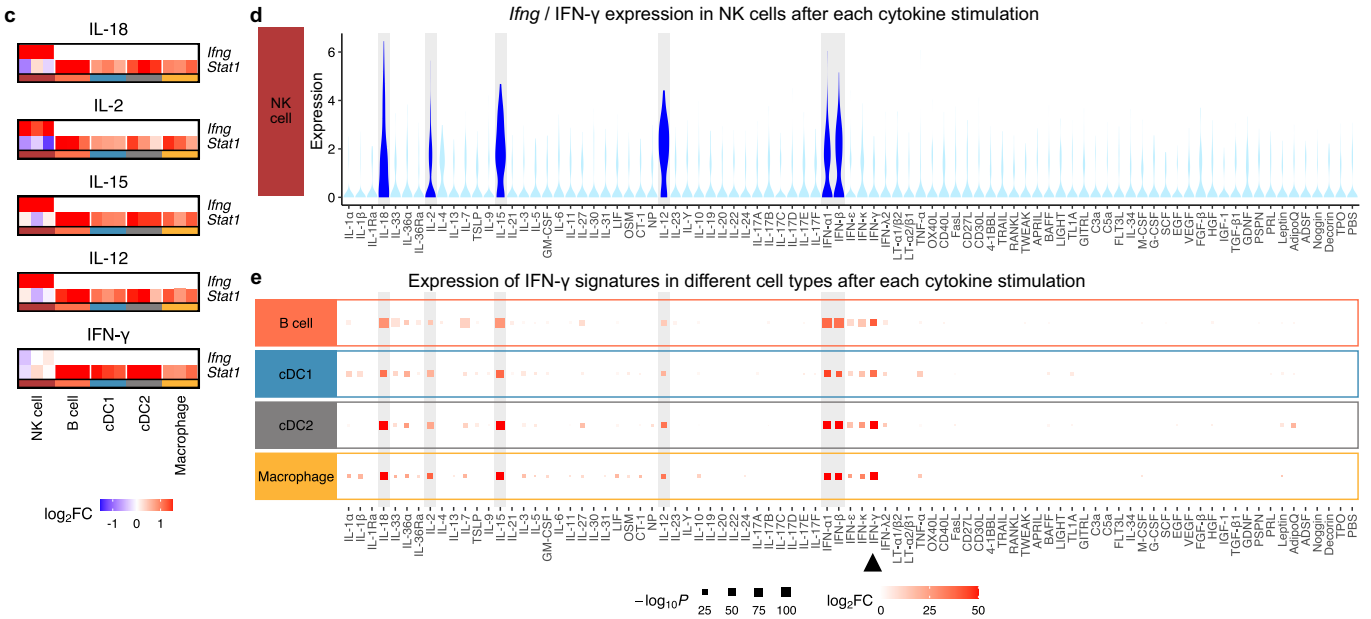 c
IL-18
Ifng
Stat1
IL-2
Ifng
Stat1
IL-15
Ifng
Stat1
IL-12
Ifng
Stat1
IFN-γ
Ifng
Stat1
NK cell
B cell
cDC1
cDC2
Macrophage
log2FC
-1 0 1
d
Ifng / IFN-γ expression in NK cells after each cytokine stimulation
NK
cell
Expression
6
4
2
0
IL-1α IL-1β IL-1Ra IL-18 IL-33 IL-36α IL-36Ra IL-2 IL-4 IL-13 IL-7 TSLP IL-9 IL-15 IL-21 IL-3 IL-5 GM-CSF IL-6 IL-11 IL-27 IL-30 IL-31 LIF OSM CT-1 NP IL-12 IL-23 IL-Y IL-10 IL-19 IL-20 IL-22 IL-24 IL-17A IL-17B IL-17C IL-17D IL-17E IL-17F IFN-α1 IFN-β IFN-ε IFN-κ IFN-γ IFN-λ2 LT-α1/β2 LT-α2/β1 TNF-α OX40L CD40L FasL CD27L CD30L 4-1BBL TRAIL RANKL TWEAK APRIL BAFF LIGHT TL1A GITRL C3a C5a FLT3L IL-34 M-CSF G-CSF SCF EGF VEGF FGF-β HGF IGF-1 TGF-β1 GDNF PSPN PRL Leptin AdipoQ ADSF Noggin Decorin TPO PBS
e
Expression of IFN-γ signatures in different cell types after each cytokine stimulation
B cell
cDC1
cDC2
Macrophage
IL-1α IL-1β IL-1Ra IL-18 IL-33 IL-36α IL-36Ra IL-2 IL-4 IL-13 IL-7 TSLP IL-9 IL-15 IL-21 IL-3 IL-5 GM-CSF IL-6 IL-11 IL-27 IL-30 IL-31 LIF OSM CT-1 NP IL-12 IL-23 IL-Y IL-10 IL-19 IL-20 IL-22 IL-24 IL-17A IL-17B IL-17C IL-17D IL-17E IL-17F IFN-α1 IFN-β IFN-ε IFN-κ IFN-γ IFN-λ2 LT-α1/β2 LT-α2/β1 TNF-α OX40L CD40L FasL CD27L CD30L 4-1BBL TRAIL RANKL TWEAK APRIL BAFF LIGHT TL1A GITRL C3a C5a FLT3L IL-34 M-CSF G-CSF SCF EGF VEGF FGF-β HGF IGF-1 TGF-β1 GDNF PSPN PRL Leptin AdipoQ ADSF Noggin Decorin TPO PBS
−log10P
25 50 75 100
log2FC
0 25 50